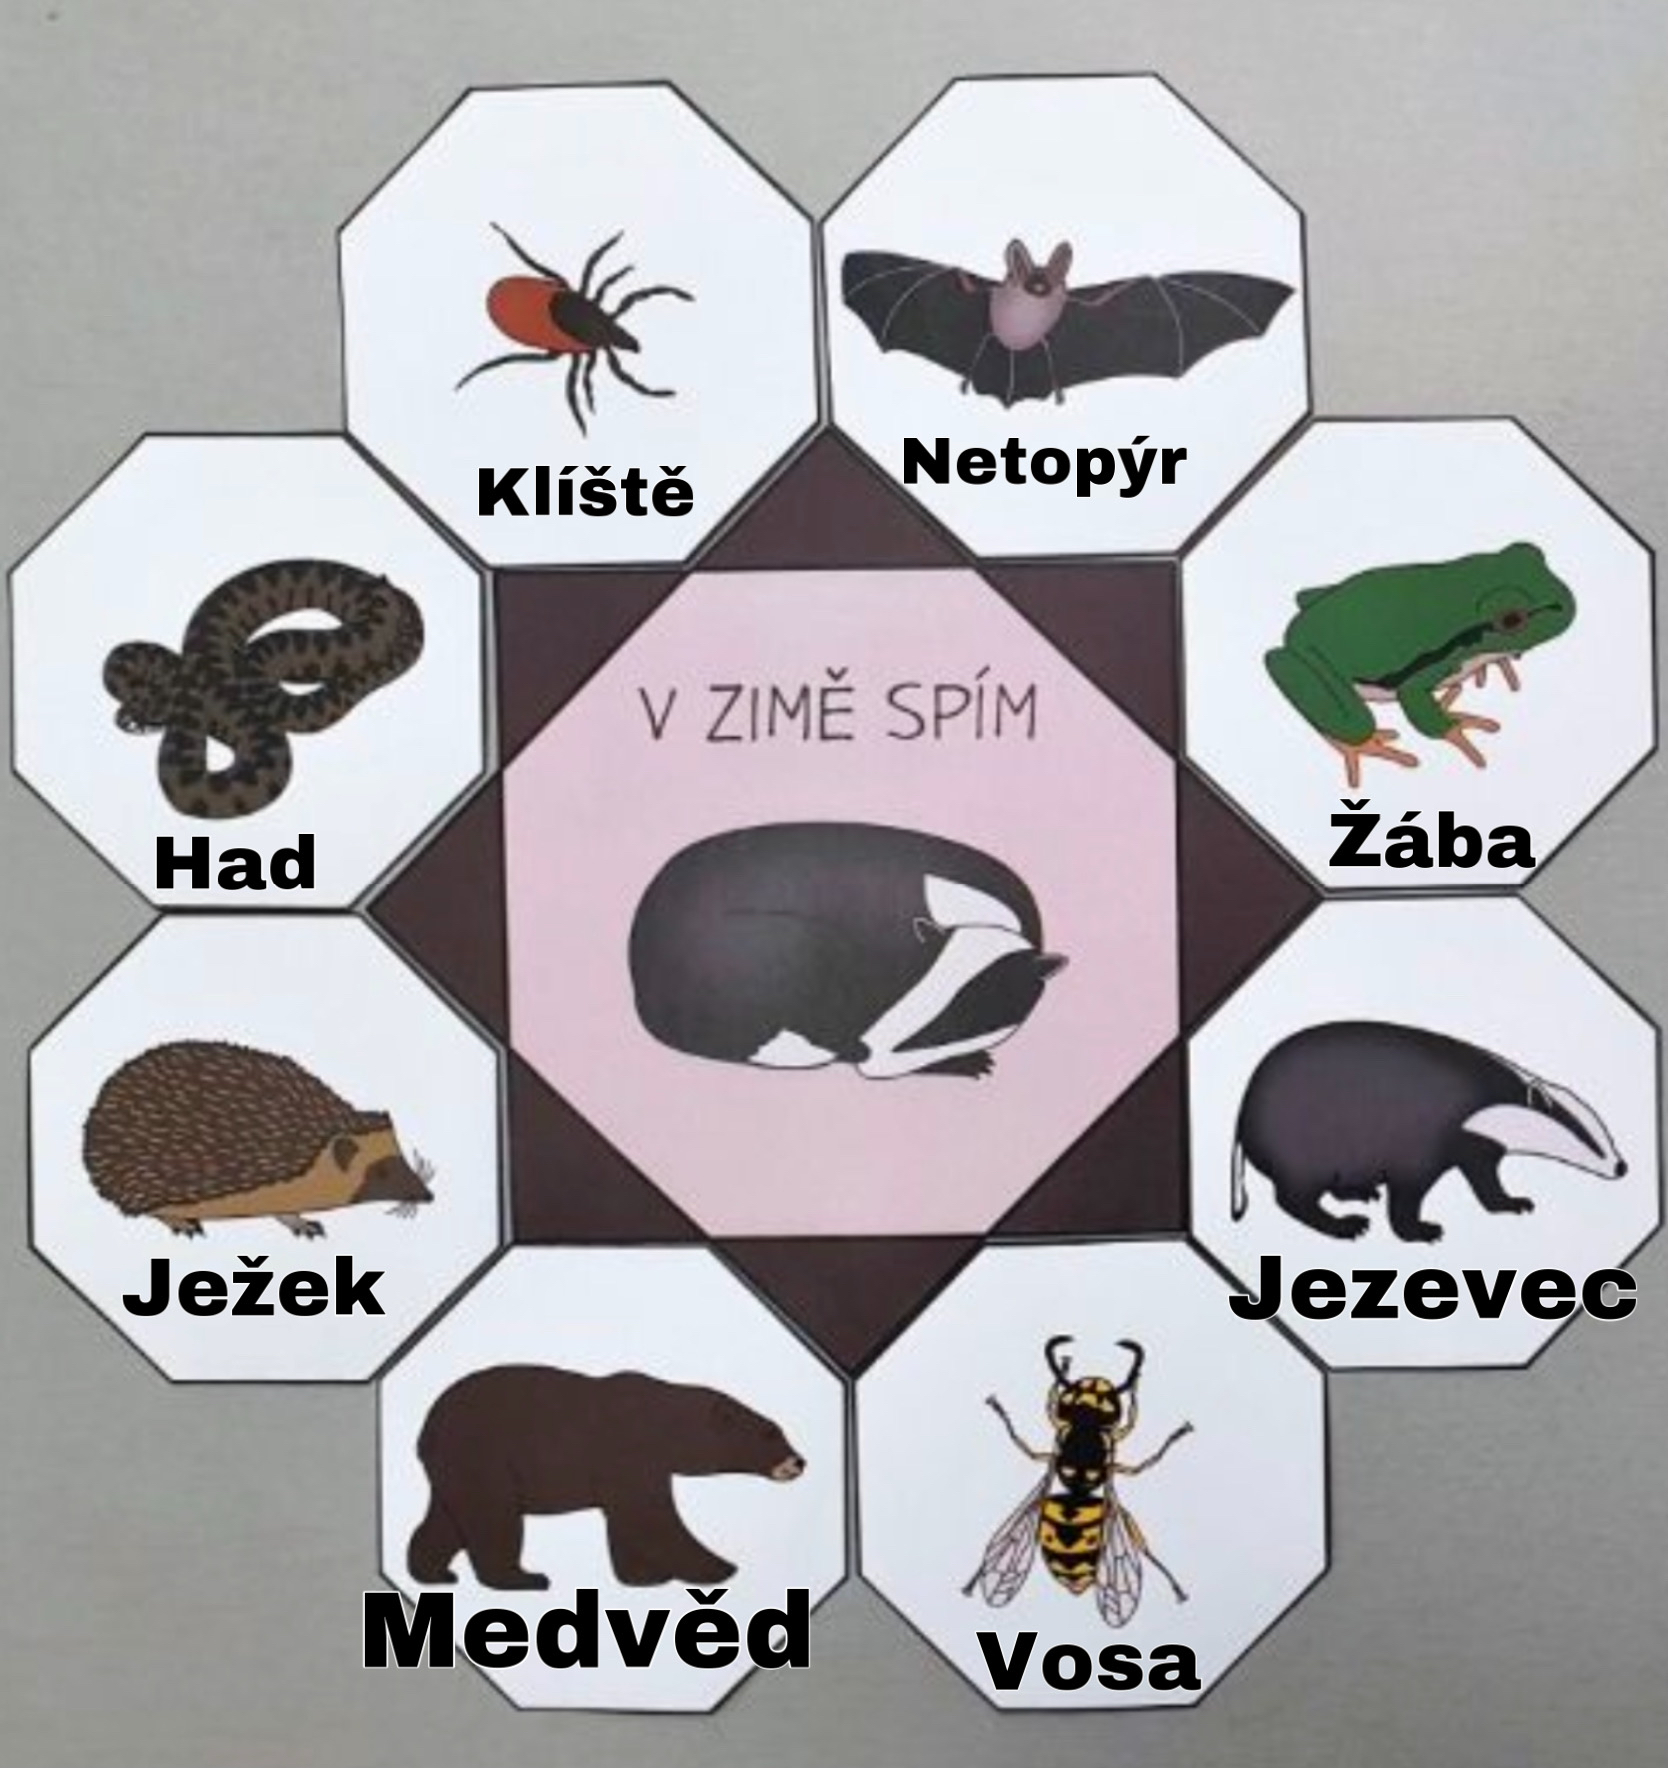 Klíště
Netopýr
Had
Žába
V ZIMĚ SPÍM
Ježek
Jezevec
Medvěd
Vosa